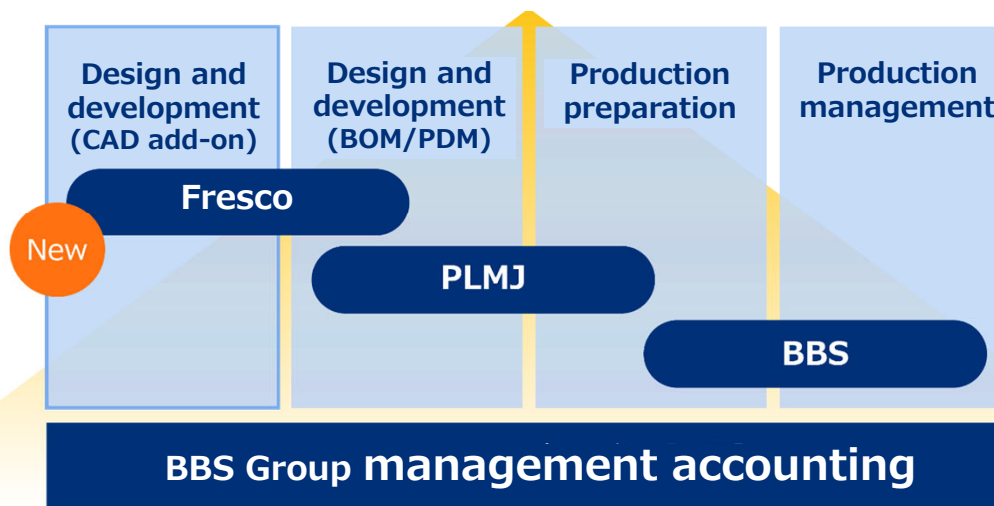 Design and
development
(CAD add-on)
Design and
development
(BOM/PDM)
Production
preparation
Production
management
Fresco
New
PLMJ
BBS
BBS Group management accounting